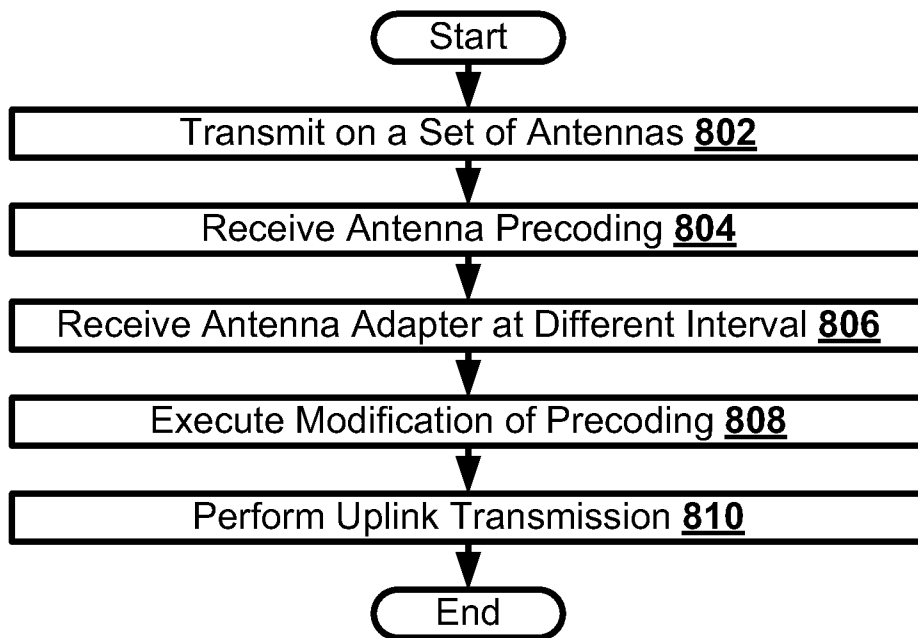 Start
Transmit on a Set of Antennas 802
Receive Antenna Precoding 804
Receive Antenna Adapter at Different Interval 806
Execute Modification of Precoding 808
Perform Uplink Transmission 810
End